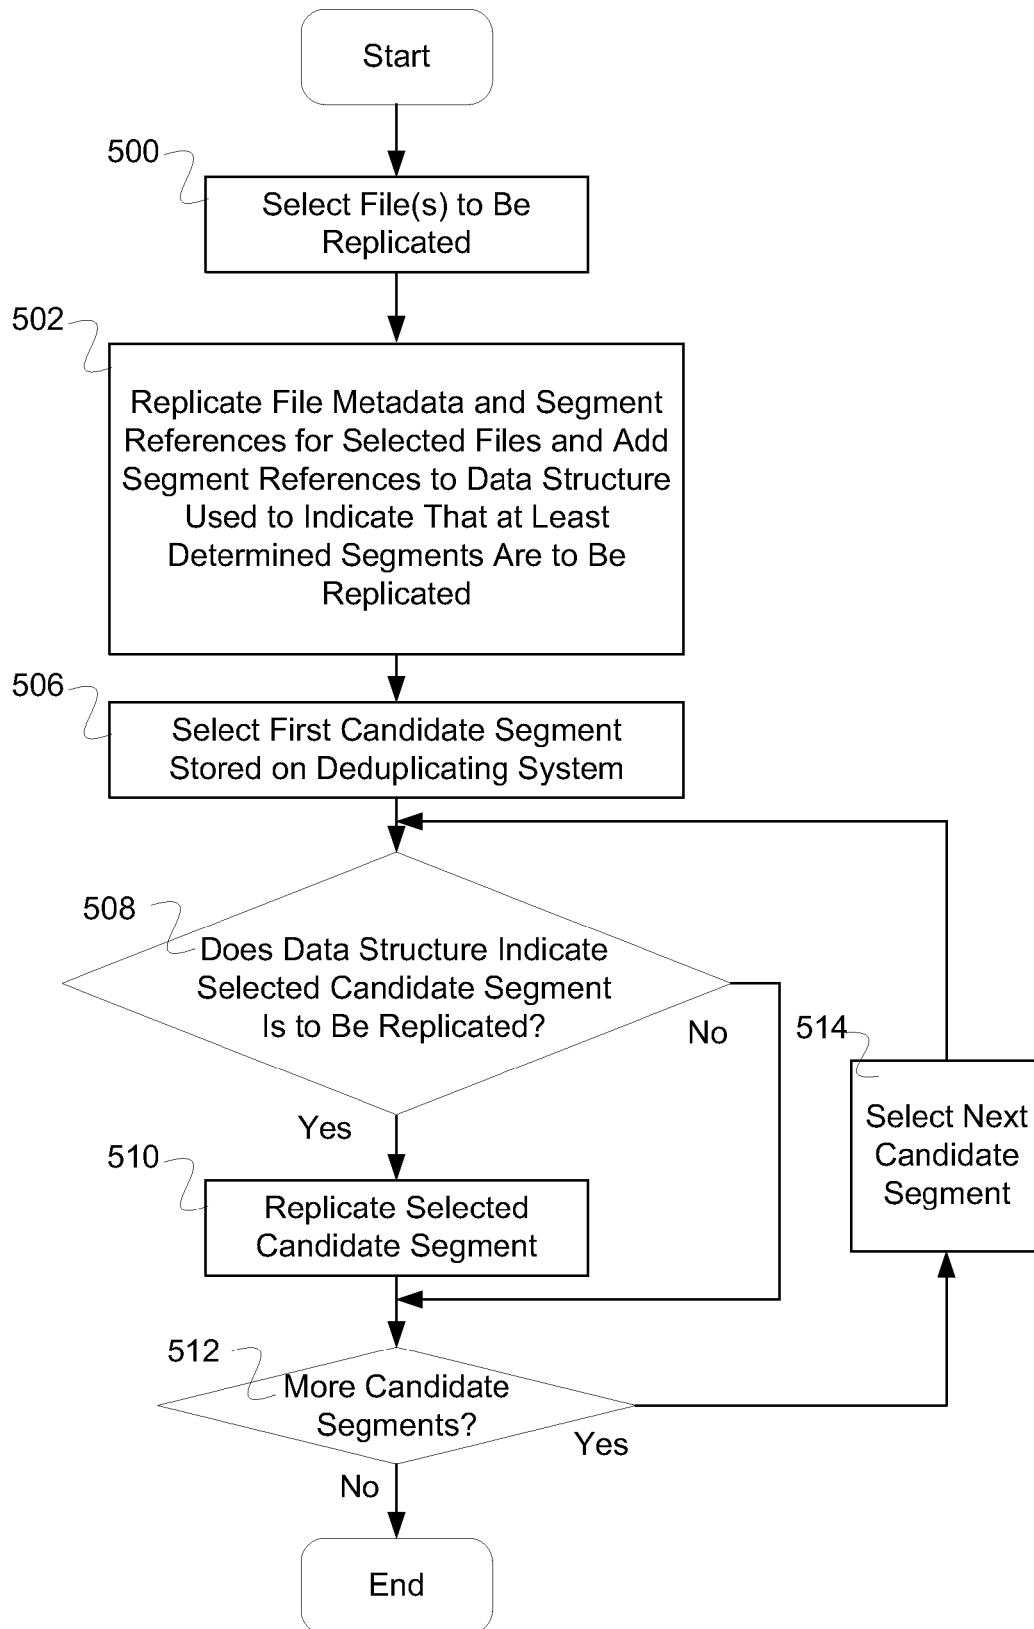 Start
500
Select File(s) to Be
Replicated
502
Replicate File Metadata and Segment
References for Selected Files and Add
Segment References to Data Structure
Used to Indicate That at Least
Determined Segments Are to Be
Replicated
506
Select First Candidate Segment
Stored on Deduplicating System
508
Does Data Structure Indicate
Selected Candidate Segment
Is to Be Replicated?
No
514
Select Next
Candidate
Segment
Yes
510
Replicate Selected
Candidate Segment
512
More Candidate
Segments?
Yes
No
End